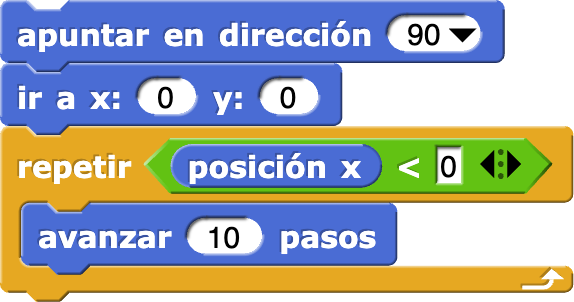 apuntar en dirección 90
ir a x: 0 y: 0
repetir posición x < 0
avanzar 10 pasos